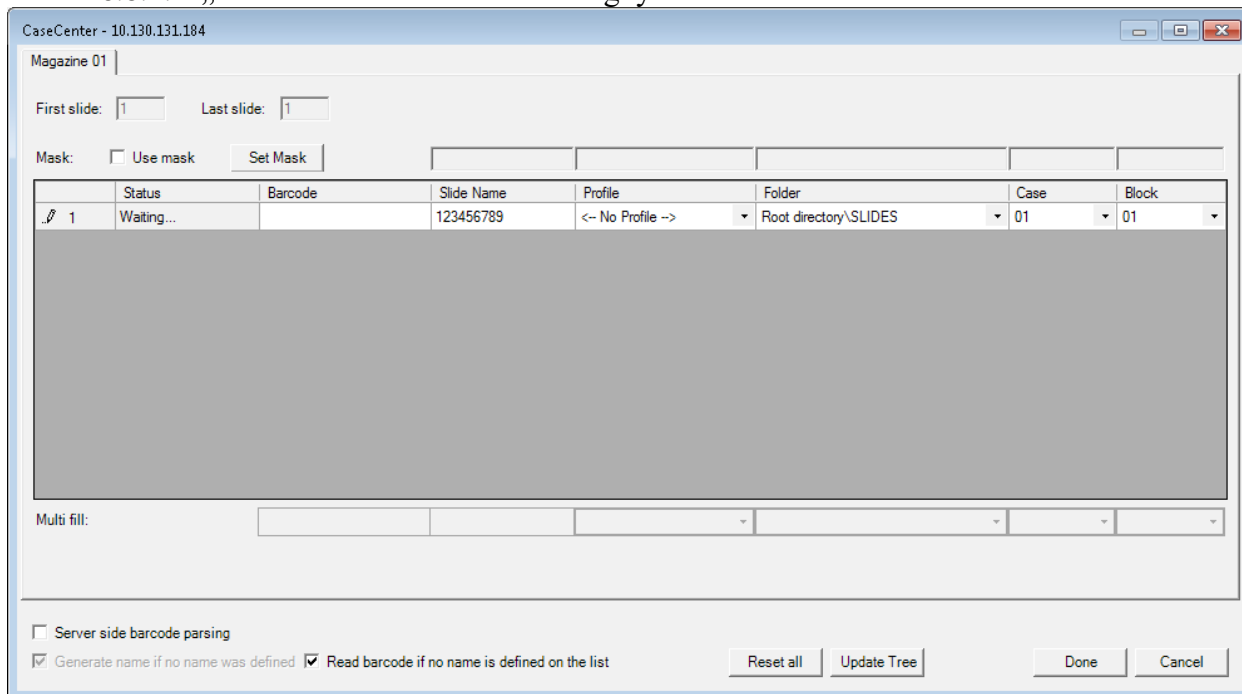 CaseCenter - 10.130.131.184
Magazine 01
First slide: 1 Last slide: 1
Mask: Use mask Set Mask
Status Barcode Slide Name Profile Folder Case Block
1 Waiting... 123456789 <-- No Profile --> Root directory\SLIDES 01 01
Multi fill:
Server side barcode parsing
Generate name if no name was defined Read barcode if no name is defined on the list Reset all Update Tree Done Cancel